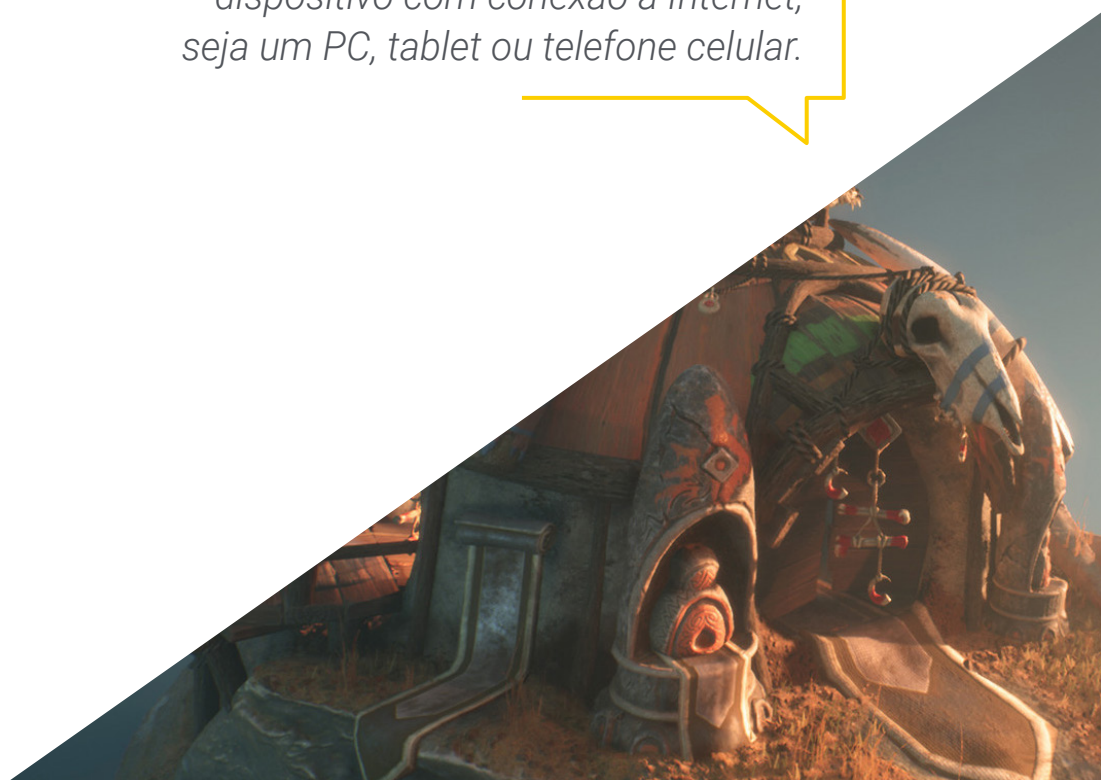 dispositivo com conexão à Internet,
seja um PC, tablet ou telefone celular.